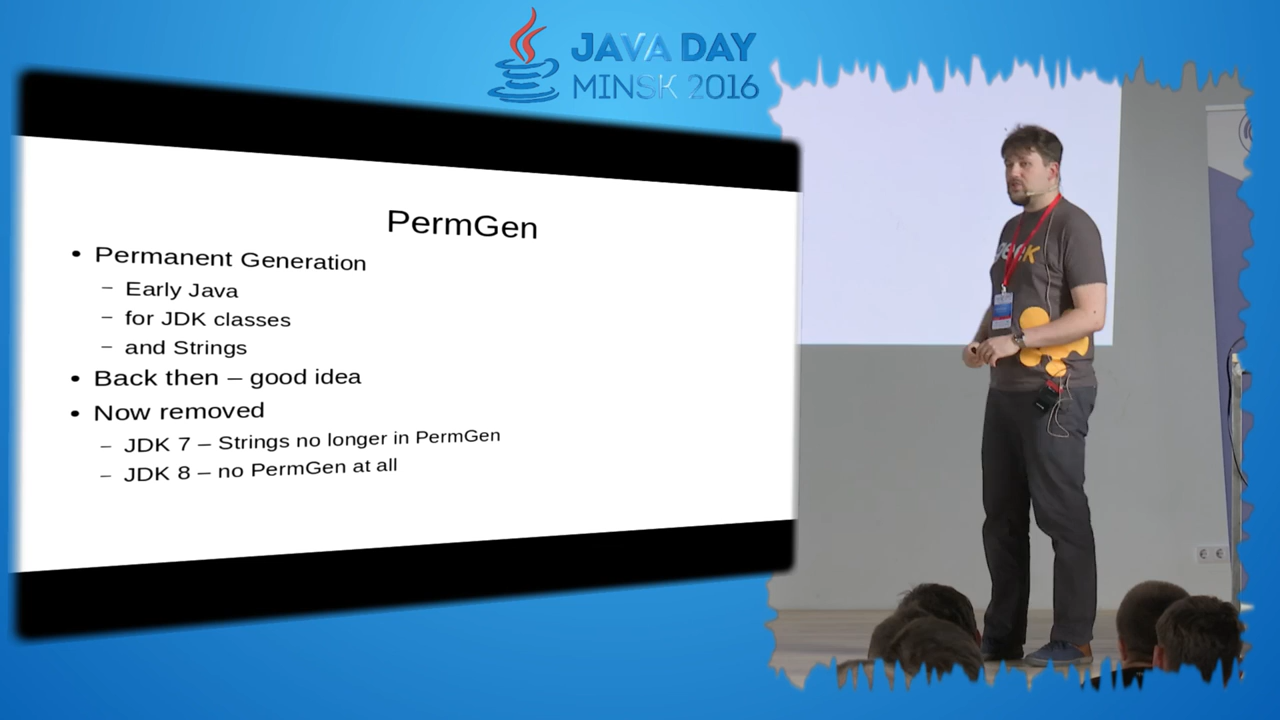 JAVA DAY
MINSK 2016
PermGen
• Permanent Generation
– Early Java
– for JDK classes
– and Strings
• Back then – good idea
• Now removed
– JDK 7 – Strings no longer in PermGen
– JDK 8 – no PermGen at all